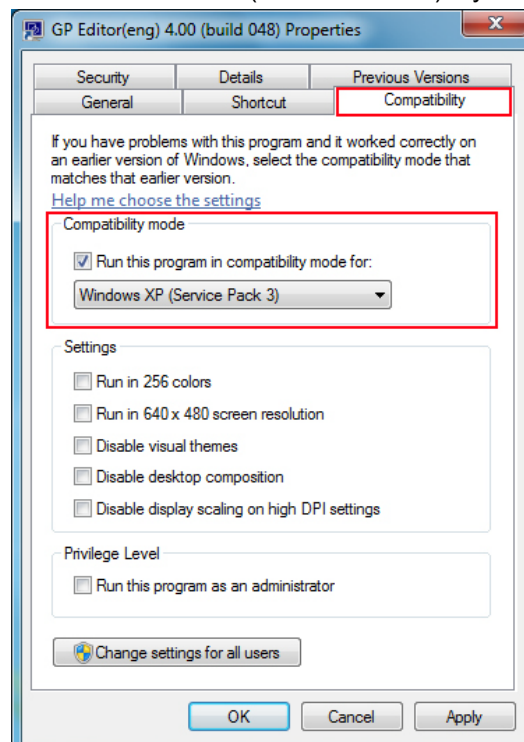 GP Editor(eng) 4.00 (build 048) Properties
Security Details Previous Versions
General Shortcut Compatibility
If you have problems with this program and it worked correctly on
an earlier version of Windows, select the compatibility mode that
matches that earlier version.
Help me choose the settings
Compatibility mode
Run this program in compatibility mode for:
Windows XP (Service Pack 3)
Settings
Run in 256 colors
Run in 640 x 480 screen resolution
Disable visual themes
Disable desktop composition
Disable display scaling on high DPI settings
Privilege Level
Run this program as an administrator
Change settings for all users
OK Cancel Apply